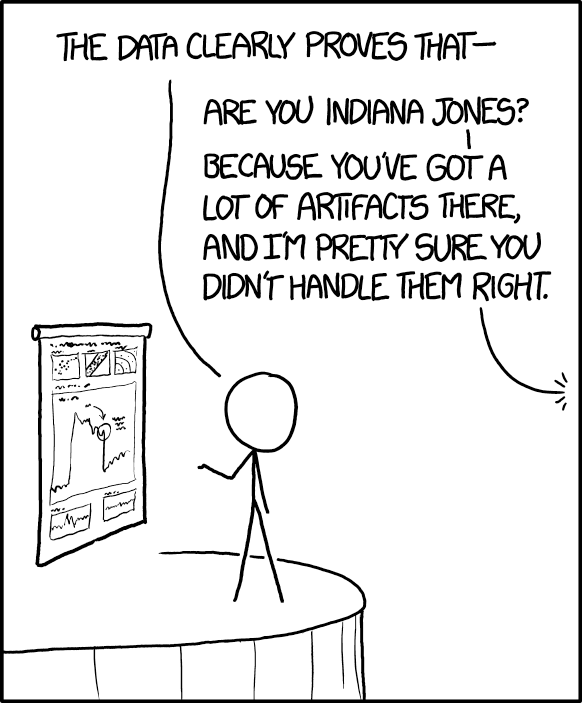 THE DATA CLEARLY PROVES THAT—
ARE YOU INDIANA JONES?
BECAUSE YOU'VE GOT A
LOT OF ARTIFACTS THERE,
AND I'M PRETTY SURE YOU
DIDN'T HANDLE THEM RIGHT.